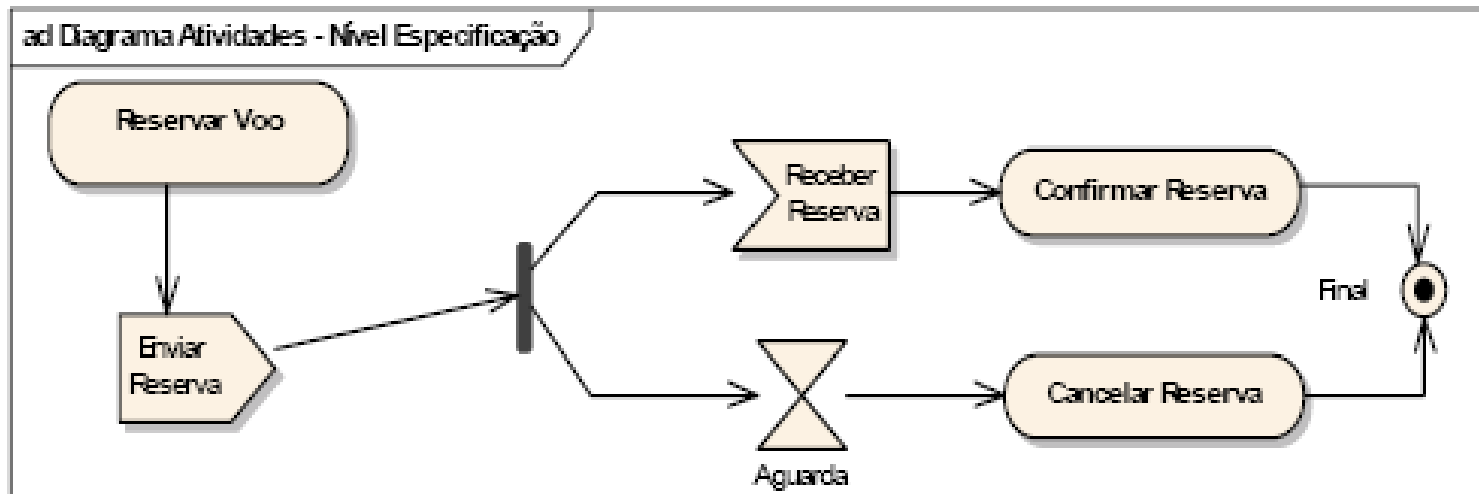 ad Diagrama Atividades - Nível Especificação
Reservar Voo
Enviar
Reserva
Receber
Reserva
Confirmar Reserva
Final
Aguarda
Cancelar Reserva